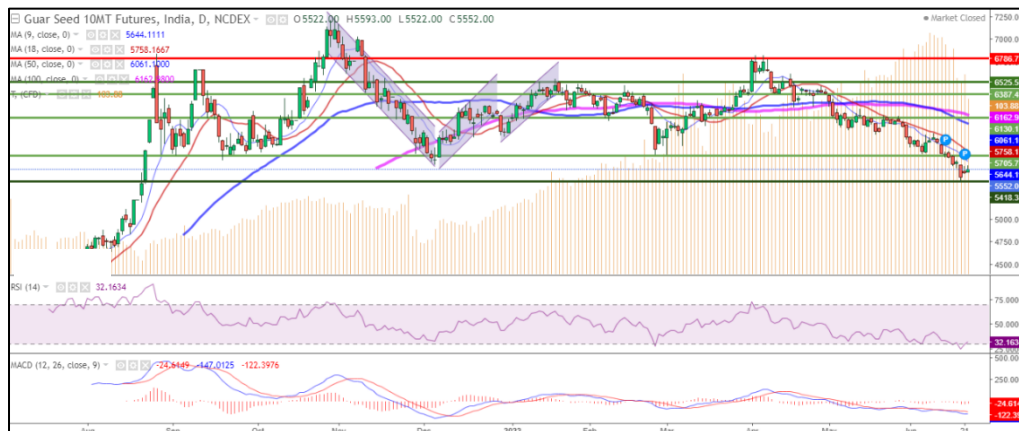 Guar Seed 10MT Futures, India, D, NCDEX O5522.00 H5593.00 L5522.00 C5552.00
Market Closed
MA (9, close, 0) 5644.1111
MA (18, close, 0) 5758.1667
MA (50, close, 0)
MA (100, close, 0)
7250.0
7000.0
6786.7
6525.5
6387.4
6162.9
6130.1
6061.1
5758.1
5705.7
5644.1
5552.0
5418.3
5000.0
4750.0
4500.0
P
P
RSI (14) 32.1634
75.000
50.000
32.163
25.000
MACD (12, 26, close, 9) -24.6149 -147.0125 -122.3976
500.00
250.00
-24.614
-122.39
Aug Sep Oct Nov Dec 2022 Feb Mar Apr May Jun 21